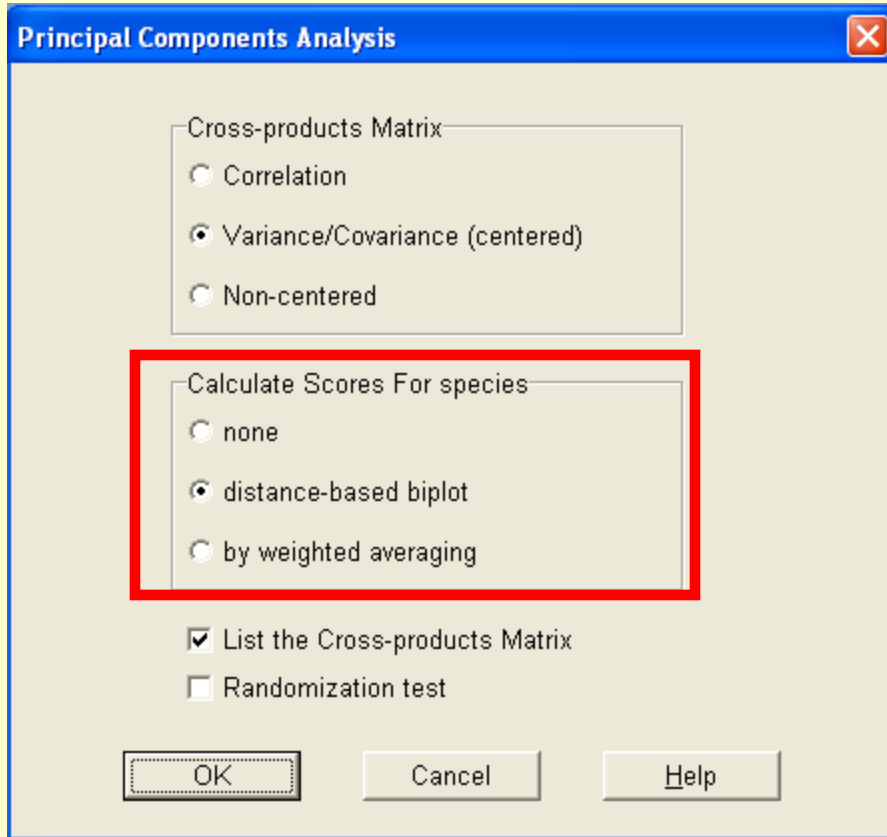 Principal Components Analysis
Cross-products Matrix
Correlation
Variance/Covariance (centered)
Non-centered
Calculate Scores For species
none
distance-based biplot
by weighted averaging
List the Cross-products Matrix
Randomization test
OK Cancel Help